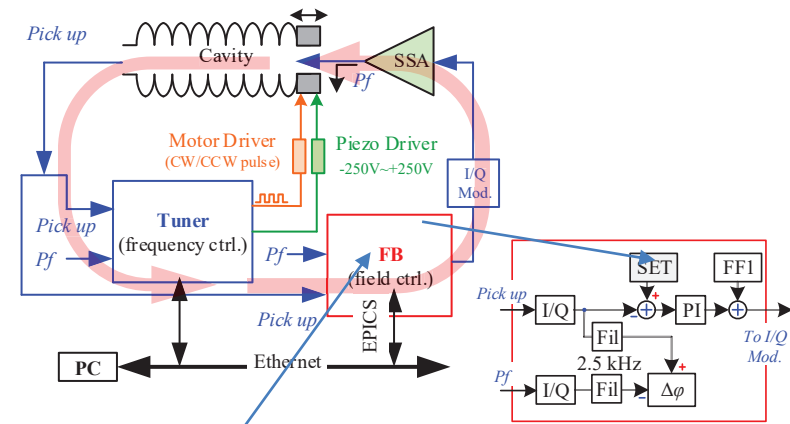 Pick up
Cavity
SSA
Pf
Motor Driver
(CW/CCW pulse)
Piezo Driver
-250V~+250V
I/Q
Mod.
Tuner
(frequency ctrl.)
Pick up
Pf
Pf
FB
(field ctrl.)
Pick up
EPICS
PC
Ethernet
SET
FF1
Pick up
I/Q
+
-
+
PI
+
To I/Q
Mod.
Fil
2.5 kHz
+
Pf
I/Q
Fil
-
Δφ